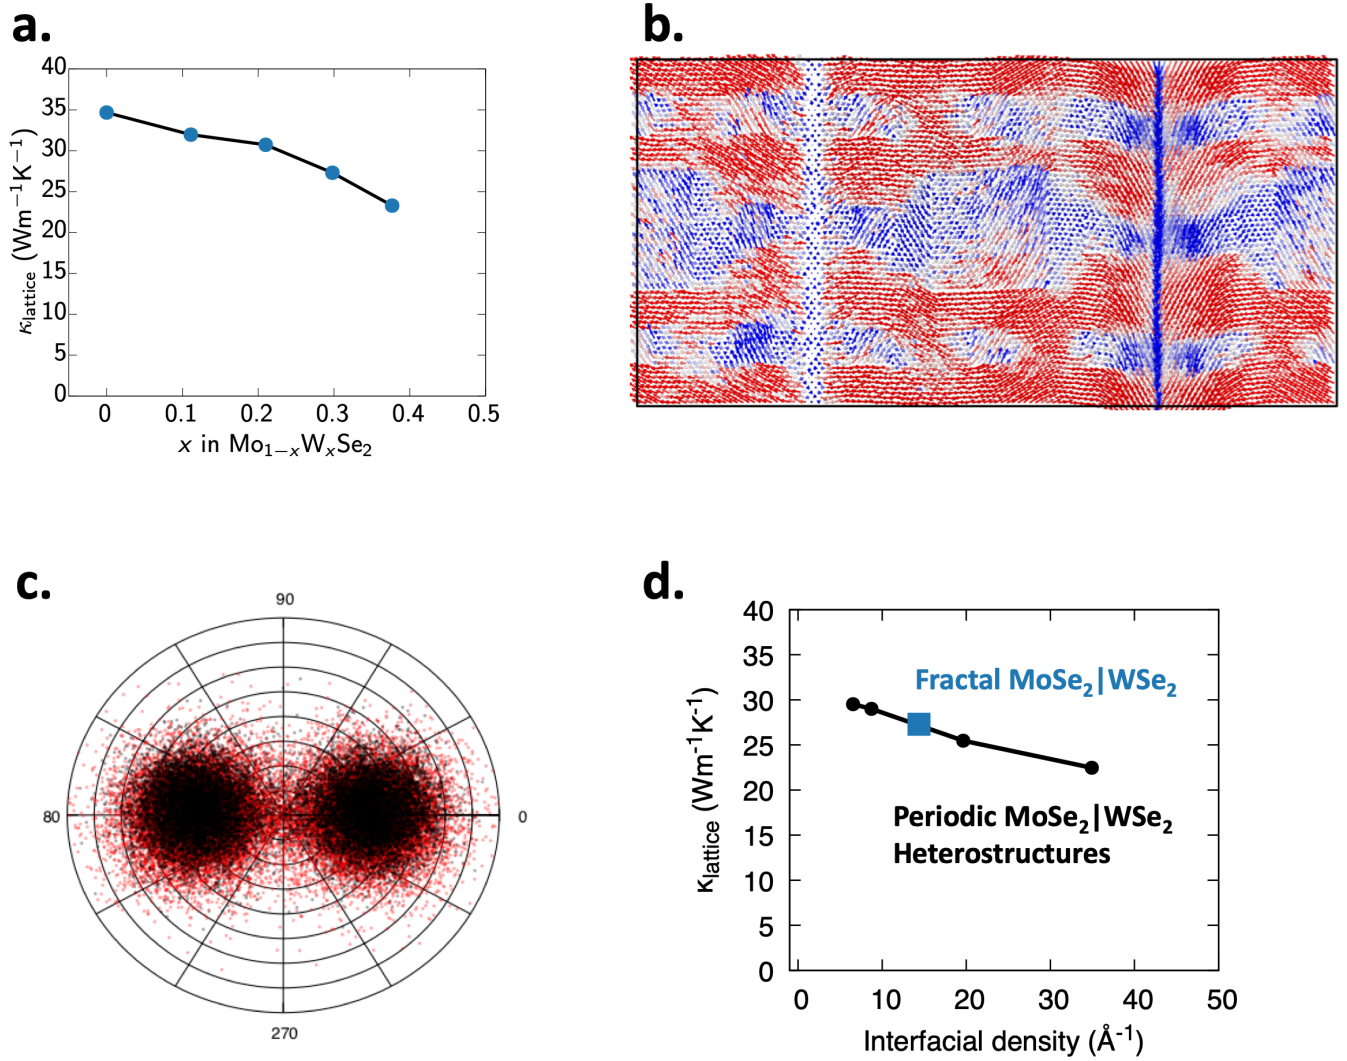 a.
40
35
30
25
20
15
10
5
0
κlattice (Wm−1K−1)
0 0.1 0.2 0.3 0.4 0.5
x in Mo1−xWxSe2
b.
c.
90
80
0
270
d.
40
35
30
25
20
15
10
5
0
κlattice (Wm-1K-1)
Fractal MoSe2|WSe2
Periodic MoSe2|WSe2
Heterostructures
0 10 20 30 40 50
Interfacial density (Å-1)